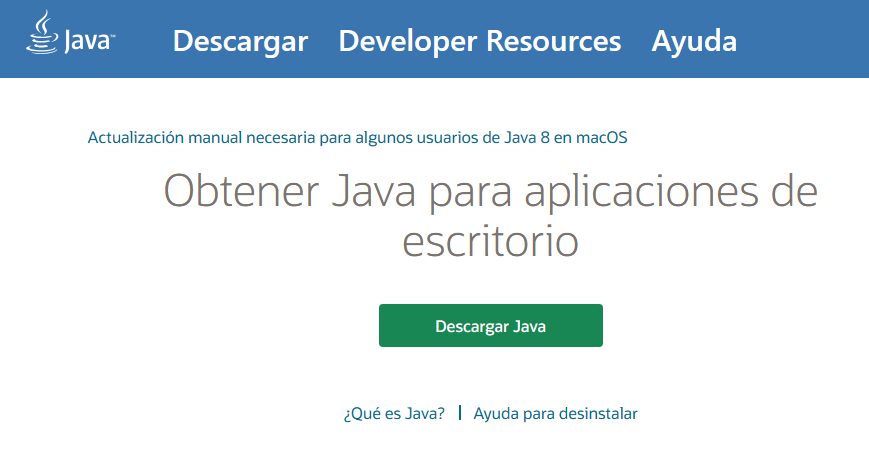 Java™ Descargar Developer Resources Ayuda
Actualización manual necesaria para algunos usuarios de Java 8 en macOS
Obtener Java para aplicaciones de
escritorio
Descargar Java
¿Qué es Java? | Ayuda para desinstalar